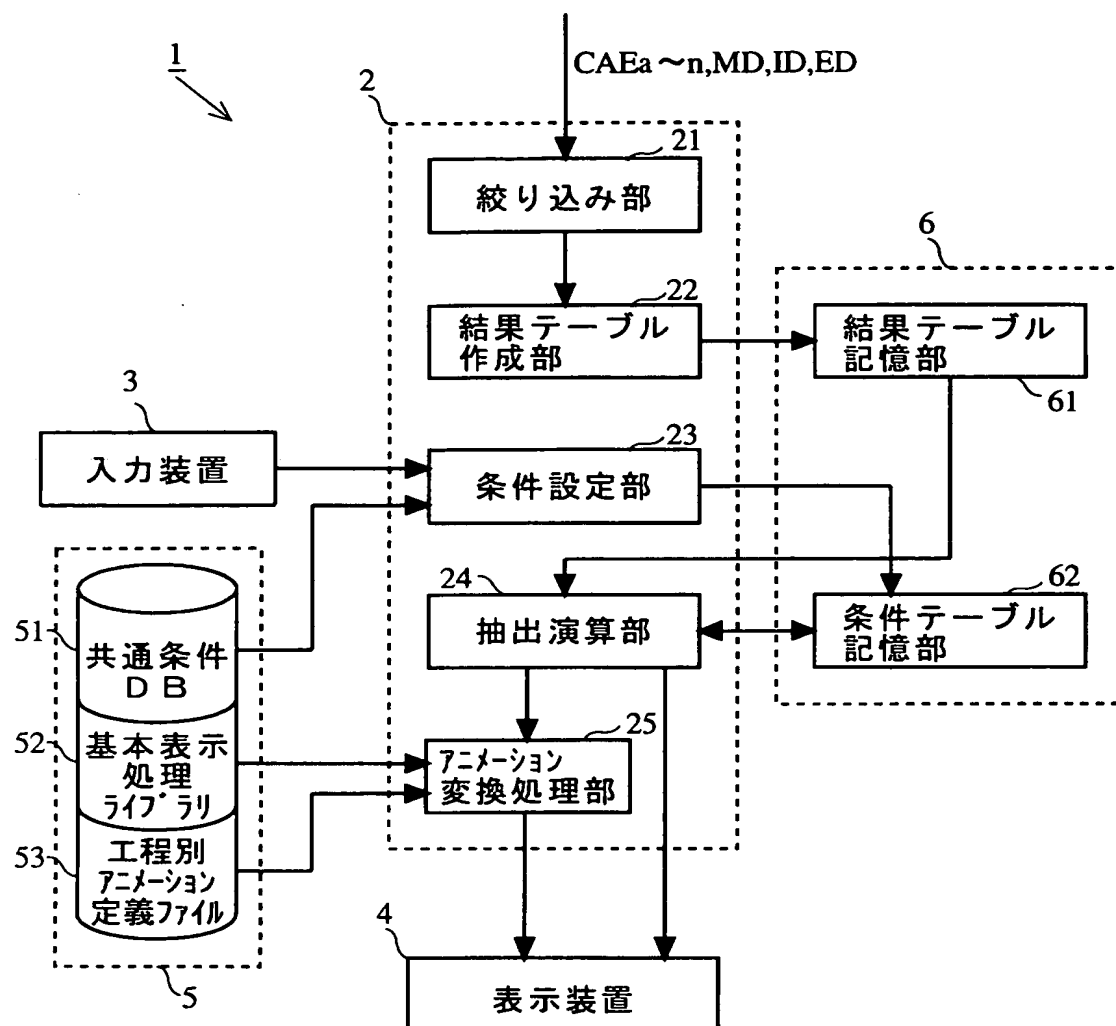 1
CAEa～n,MD,ID,ED
2
21
絞り込み部
6
22
結果テーブル
作成部
結果テーブル
記憶部
61
3
入力装置
23
条件設定部
24
抽出演算部
62
条件テーブル
記憶部
51
共通条件
DB
52
基本表示
処理
ライブラリ
25
アニメーション
変換処理部
53
工程別
アニメーション
定義ファイル
5
4
表示装置